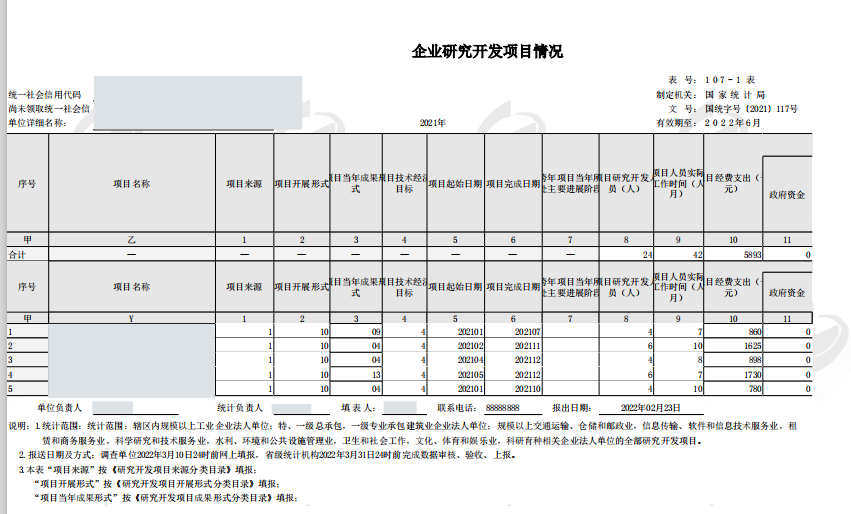 企业研究开发项目情况
表 号： 107-1 表
统一社会信用代码 制定机关： 国 家 统 计 局
尚未领取统一社会信 文 号： 国统字号〔2021〕117号
单位详细名称： 2021年 有效期至： 2022年6月
序号 项目名称 项目来源 项目开展形式 项目当年成果形式 项目技术经济目标 项目起始日期 项目完成日期 跨年项目当年所处主要进展阶段 项目研究开发人员（人） 项目人员实际工作时间（人月） 目经费支出（千元） 政府资金
甲 乙 1 2 3 4 5 6 7 8 9 10 11
合计 — — — — — — — — 24 42 5893 0
序号 项目名称 项目来源 项目开展形式 项目当年成果形式 项目技术经济目标 项目起始日期 项目完成日期 跨年项目当年所处主要进展阶段 项目研究开发人员（人） 项目人员实际工作时间（人月） 目经费支出（千元） 政府资金
甲 Y 1 2 3 4 5 6 7 8 9 10 11
1 1 10 09 4 202101 202107 4 7 860 0
2 1 10 04 4 202102 202111 6 10 1625 0
3 1 10 04 4 202104 202112 4 8 898 0
4 1 10 13 4 202105 202112 6 7 1730 0
5 1 10 04 4 202101 202110 4 10 780 0
单位负责人 统计负责人 填 表 人： 联系电话： 88888888 报出日期： 2022年02月23日
说明：1.统计范围：统计范围：辖区内规模以上工业企业法人单位；特、一级总承包，一级专业承包建筑业企业法人单位；规模以上交通运输、仓储和邮政业，信息传输、软件和信息技术服务业，租
赁和商务服务业，科学研究和技术服务业，水利、环境和公共设施管理业，卫生和社会工作，文化、体育和娱乐业，科研育种相关企业法人单位的全部研究开发项目。
2. 报送日期及方式：调查单位2022年3月10日24时前网上填报，省级统计机构2022年3月31日24时前完成数据审核、验收、上报。
3.本表“项目来源”按《研究开发项目来源分类目录》填报；
“项目开展形式”按《研究开发项目开展形式分类目录》填报；
“项目当年成果形式”按《研究开发项目成果形式分类目录》填报；